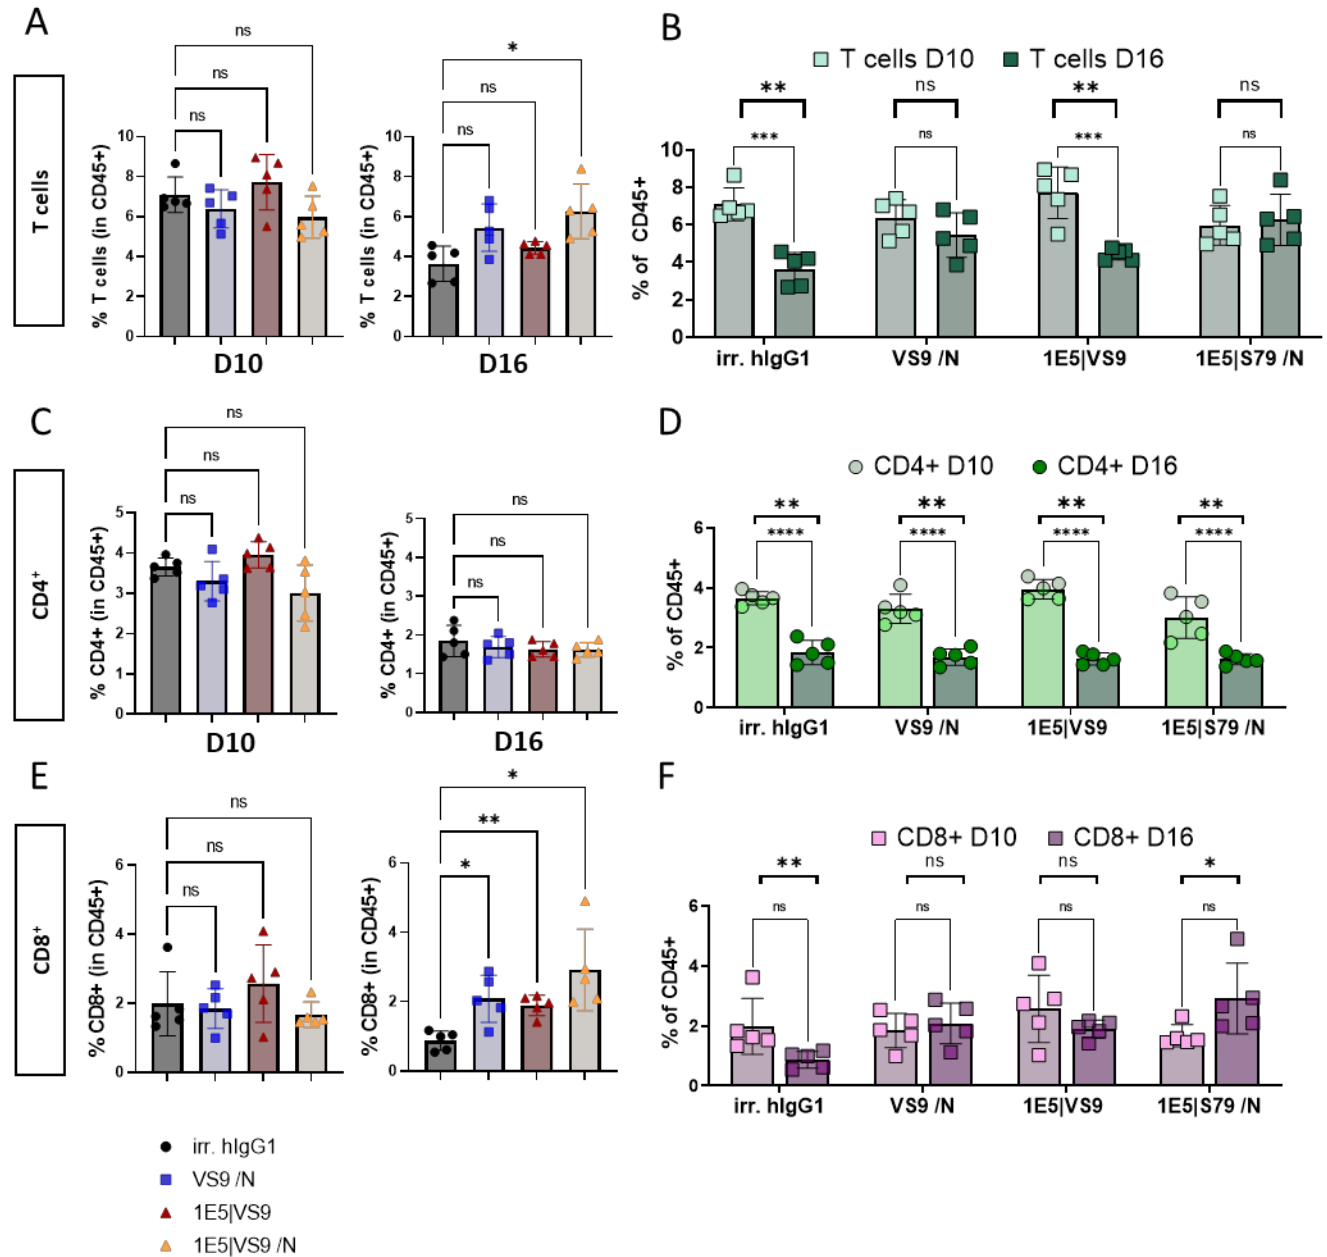 A
T cells
ns
ns
ns
% T cells (in CD45+)
10
8
6
4
2
0
D10
*
ns
ns
% T cells (in CD45+)
10
8
6
4
2
0
D16
B
T cells D10 T cells D16
** ns ** ns
*** ns *** ns
% of CD45+
10
8
6
4
2
0
irr. hIgG1 VS9 /N 1E5|VS9 1E5|S79 /N
C
CD4+
ns
ns
ns
% CD4+ (in CD45+)
5
4
3
2
1
0
D10
ns
ns
ns
% CD4+ (in CD45+)
5
4
3
2
1
0
D16
D
CD4+ D10 CD4+ D16
** ** ** **
**** **** **** ****
% of CD45+
6
4
2
0
irr. hIgG1 VS9 /N 1E5|VS9 1E5|S79 /N
E
CD8+
ns
ns
ns
% CD8+ (in CD45+)
6
4
2
0
*
**
*
% CD8+ (in CD45+)
6
4
2
0
F
CD8+ D10 CD8+ D16
** ns ns *
ns ns ns ns
% of CD45+
6
4
2
0
irr. hIgG1 VS9 /N 1E5|VS9 1E5|S79 /N
irr. hIgG1
VS9 /N
1E5|VS9
1E5|VS9 /N